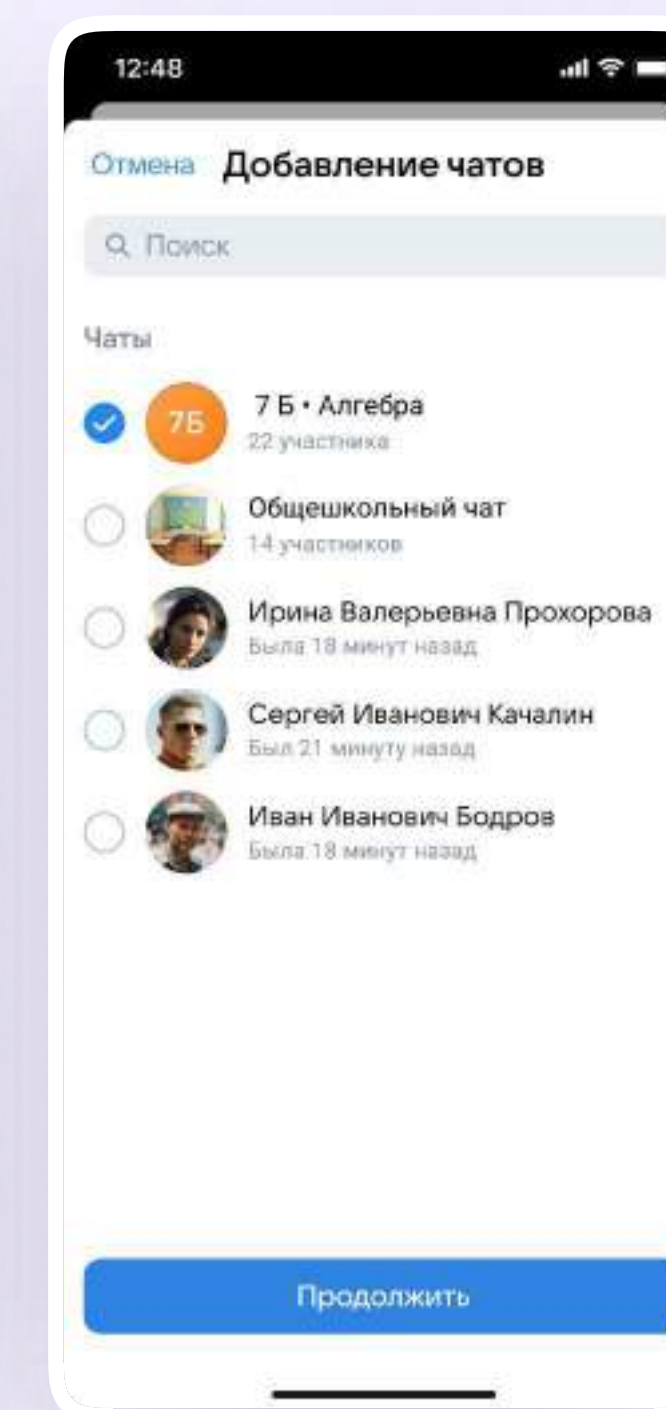 12:48
Отмена Добавление чатов
Поиск
Чаты
7Б
7 Б • Алгебра
22 участника
Общешкольный чат
14 участников
Ирина Валерьевна Прохорова
Была 18 минут назад
Сергей Иванович Качалин
Был 21 минуту назад
Иван Иванович Бодров
Была 18 минут назад
Продолжить